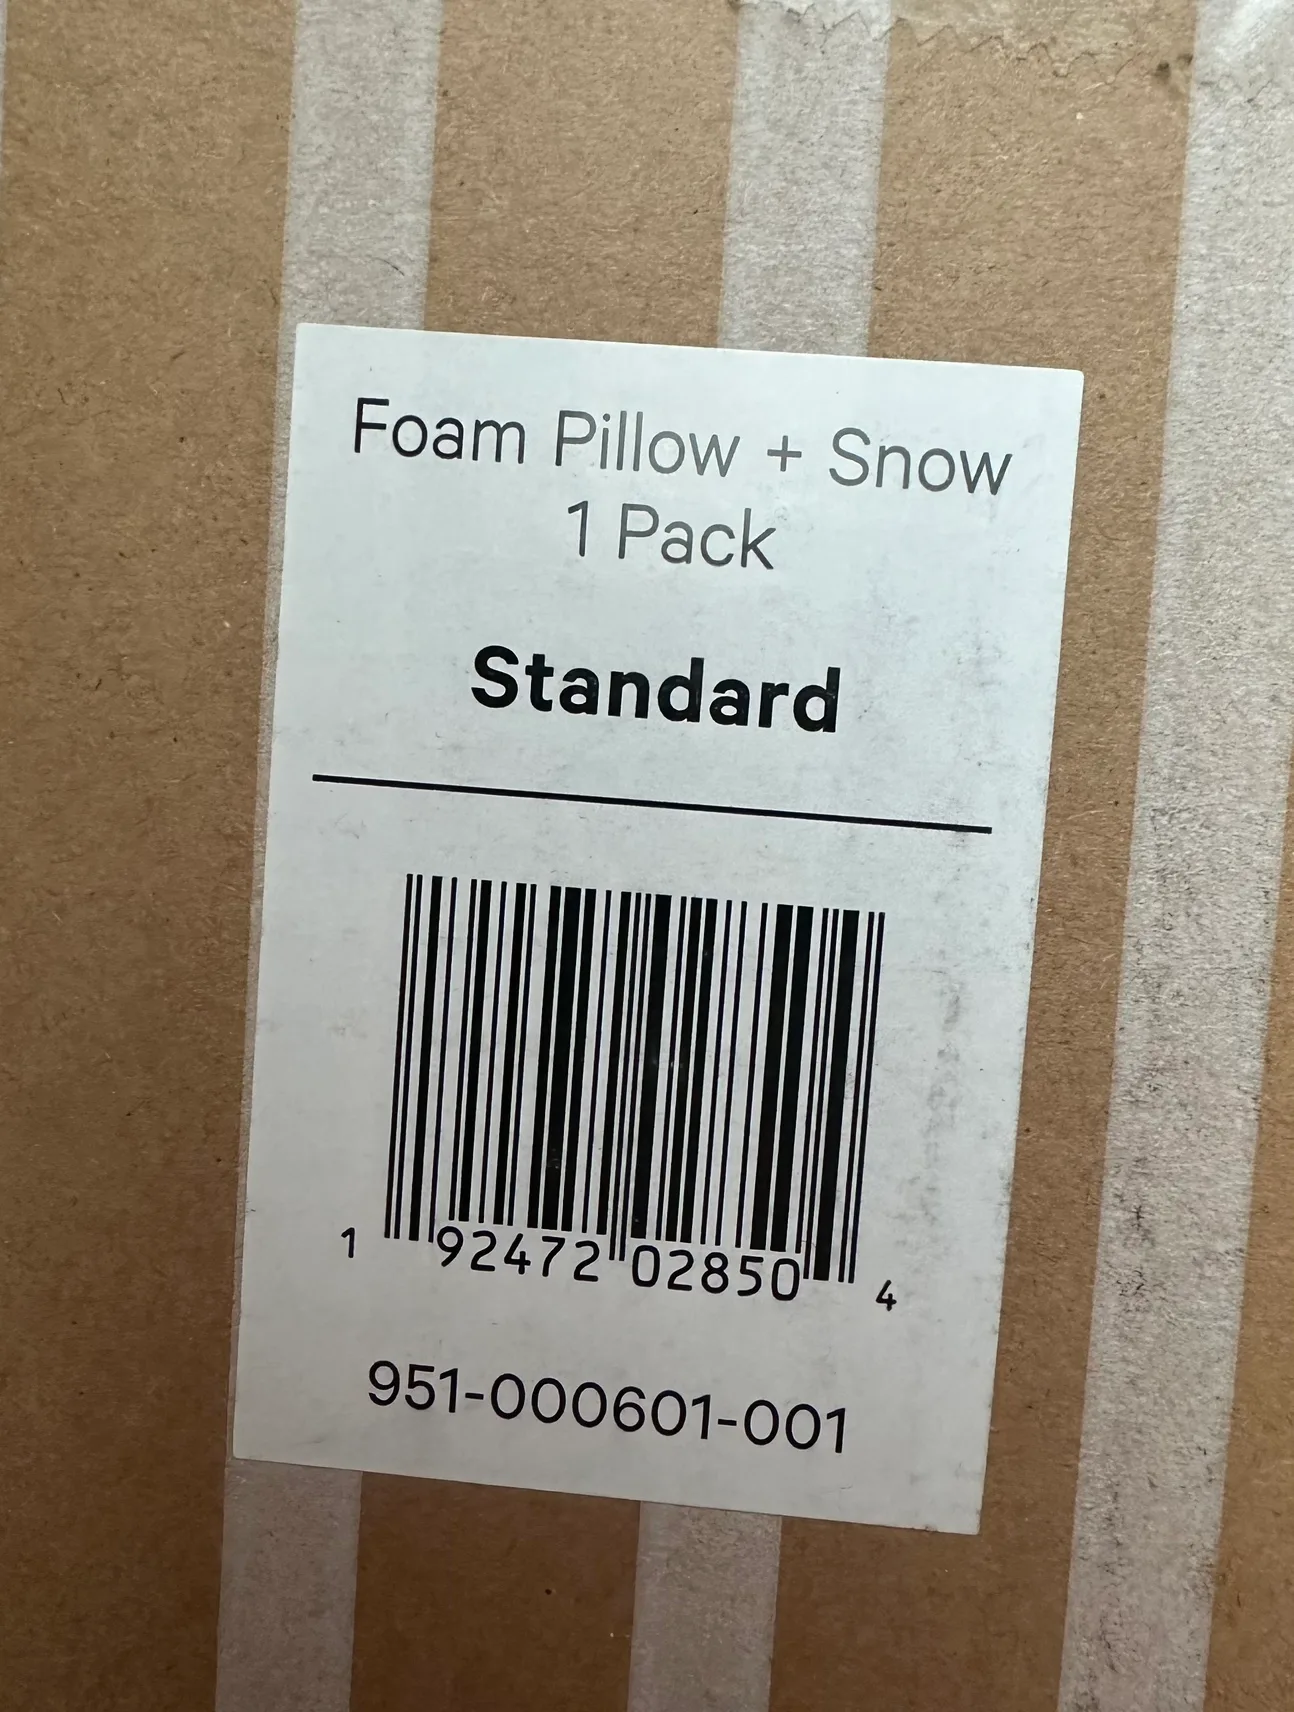 Foam Pillow + Snow
1 Pack
Standard
1 92472 02850 4
951-000601-001